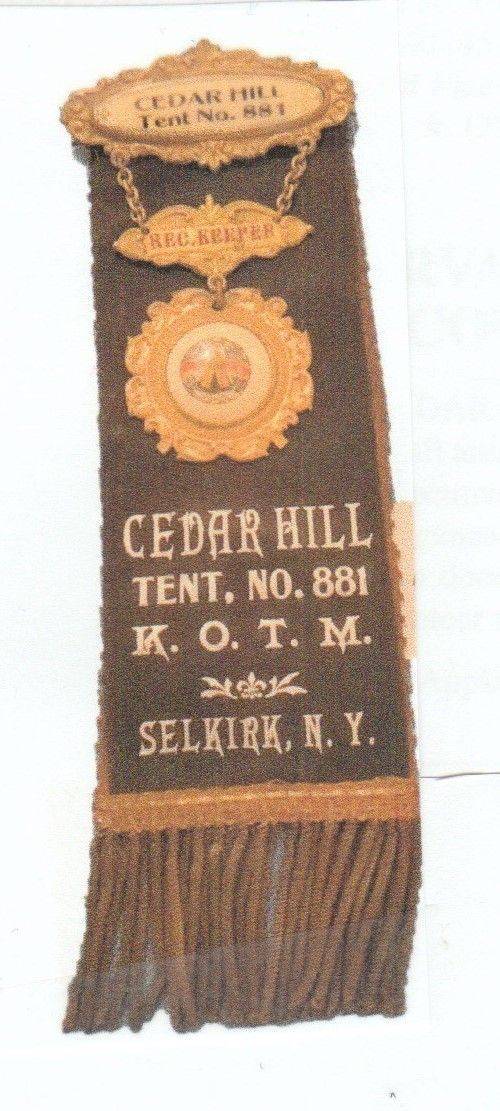 CEDAR HILL
Tent No. 881
REC. KEEPER
CEDAR HILL
TENT, NO. 881
K. O. T. M.
SELKIRK, N. Y.